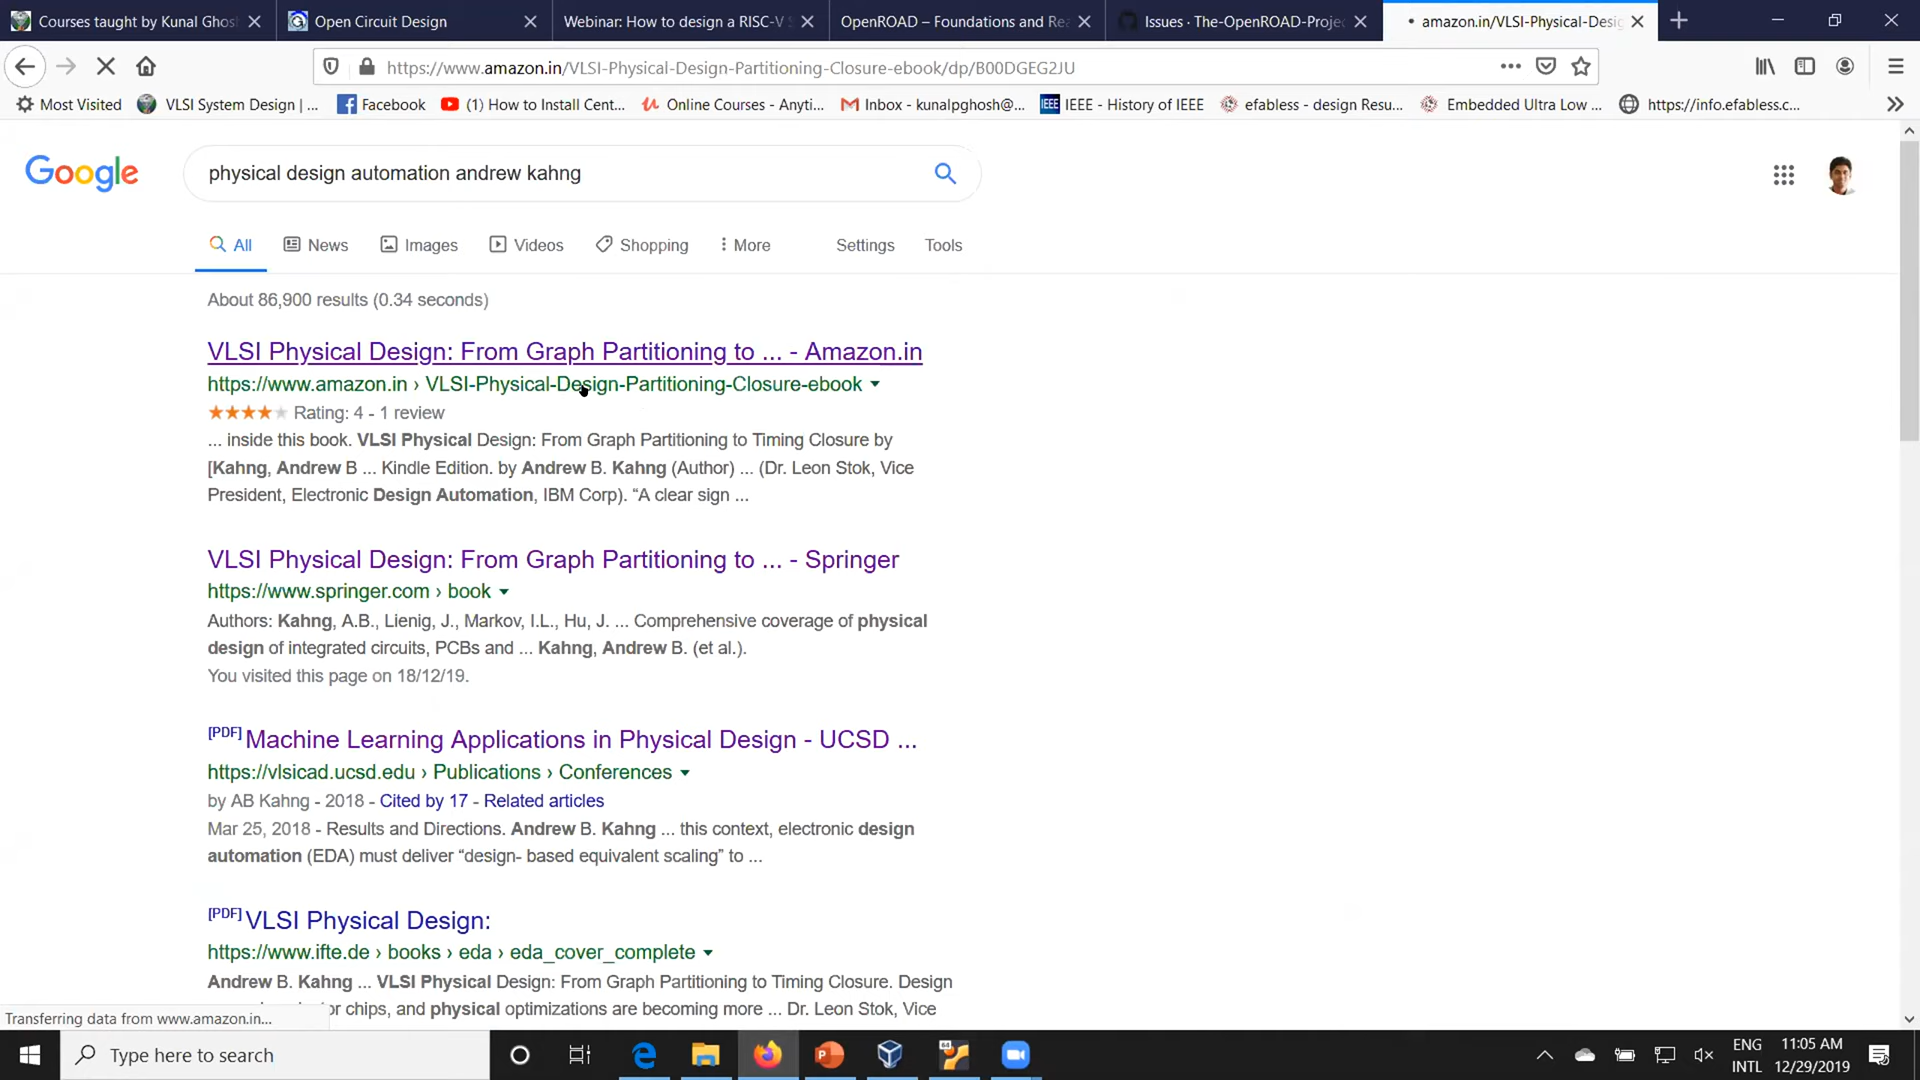 Courses taught by Kunal Ghosh
Open Circuit Design
Webinar: How to design a RISC-V S
OpenROAD – Foundations and Rea
Issues · The-OpenROAD-Projec
amazon.in/VLSI-Physical-Desig
https://www.amazon.in/VLSI-Physical-Design-Partitioning-Closure-ebook/dp/B00DGEG2JU
Most Visited
VLSI System Design | ...
Facebook
(1) How to Install Cent...
Online Courses - Anyti...
Inbox - kunalpghosh@...
IEEE
IEEE - History of IEEE
efabless - design Resu...
Embedded Ultra Low ...
https://info.efabless.c...
Google
physical design automation andrew kahng
All
News
Images
Videos
Shopping
More
Settings
Tools
About 86,900 results (0.34 seconds)
VLSI Physical Design: From Graph Partitioning to ... - Amazon.in
https://www.amazon.in › VLSI-Physical-Design-Partitioning-Closure-ebook
Rating: 4 - 1 review
... inside this book. VLSI Physical Design: From Graph Partitioning to Timing Closure by
[Kahng, Andrew B ... Kindle Edition. by Andrew B. Kahng (Author) ... (Dr. Leon Stok, Vice
President, Electronic Design Automation, IBM Corp). “A clear sign ...
VLSI Physical Design: From Graph Partitioning to ... - Springer
https://www.springer.com › book
Authors: Kahng, A.B., Lienig, J., Markov, I.L., Hu, J. ... Comprehensive coverage of physical
design of integrated circuits, PCBs and ... Kahng, Andrew B. (et al.).
You visited this page on 18/12/19.
[PDF] Machine Learning Applications in Physical Design - UCSD ...
https://vlsicad.ucsd.edu › Publications › Conferences
by AB Kahng - 2018 - Cited by 17 - Related articles
Mar 25, 2018 - Results and Directions. Andrew B. Kahng ... this context, electronic design
automation (EDA) must deliver “design- based equivalent scaling” to ...
[PDF] VLSI Physical Design:
https://www.ifte.de › books › eda › eda_cover_complete
Andrew B. Kahng ... VLSI Physical Design: From Graph Partitioning to Timing Closure. Design
or chips, and physical optimizations are becoming more ... Dr. Leon Stok, Vice
Transferring data from www.amazon.in...
Type here to search
64
ENG
INTL
11:05 AM
12/29/2019